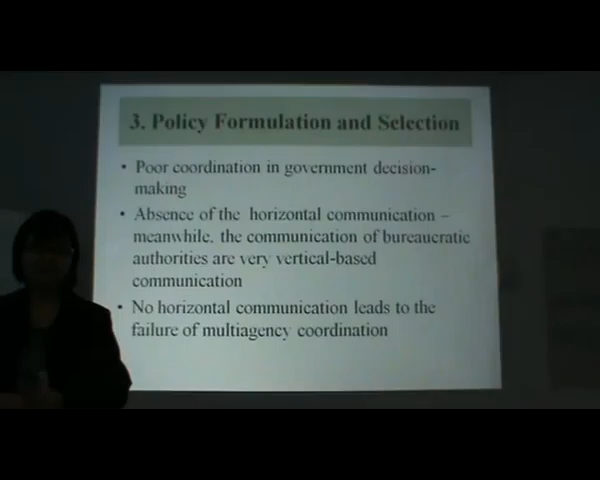 3. Policy Formulation and Selection
• Poor coordination in government decision-
making
• Absence of the horizontal communication –
meanwhile, the communication of bureaucratic
authorities are very vertical-based
communication
• No horizontal communication leads to the
failure of multiagency coordination